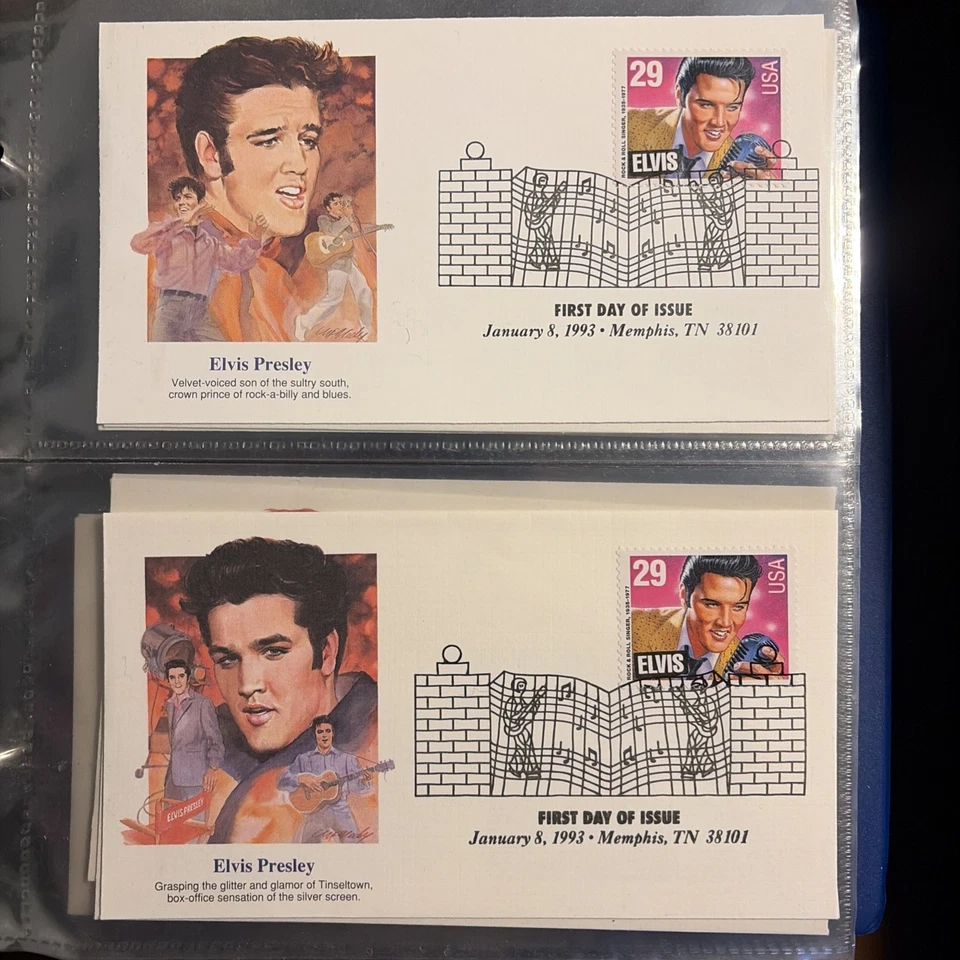 29
USA
ROCK & ROLL SINGER, 1935-1977
ELVIS
FIRST DAY OF ISSUE
January 8, 1993 • Memphis, TN 38101
Elvis Presley
Velvet-voiced son of the sultry south,
crown prince of rock-a-billy and blues.
29
USA
ROCK & ROLL SINGER, 1935-1977
ELVIS
ELVIS PRESLEY
FIRST DAY OF ISSUE
January 8, 1993 • Memphis, TN 38101
Elvis Presley
Grasping the glitter and glamor of Tinseltown,
box-office sensation of the silver screen.